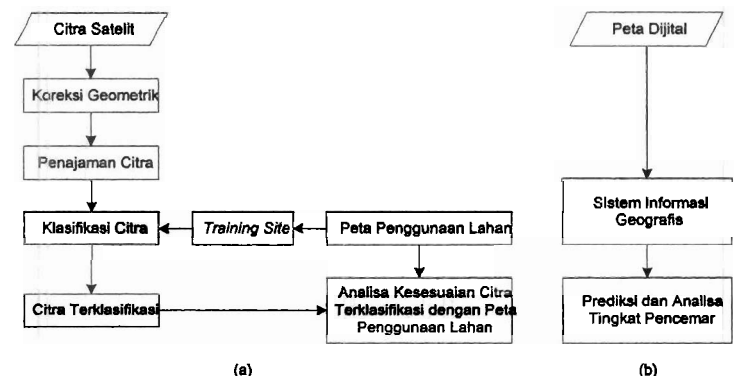 Citra Satelit
Koreksi Geometrik
Penajaman Citra
Klasifikasi Citra
Training Site
Peta Penggunaan Lahan
Citra Terklasifikasi
Analisa Kesesuaian Citra
Terklasifikasi dengan Peta
Penggunaan Lahan
(a)
Peta Dijital
Sistem Informasi
Geografis
Prediksi dan Analisa
Tingkat Pencemar
(b)